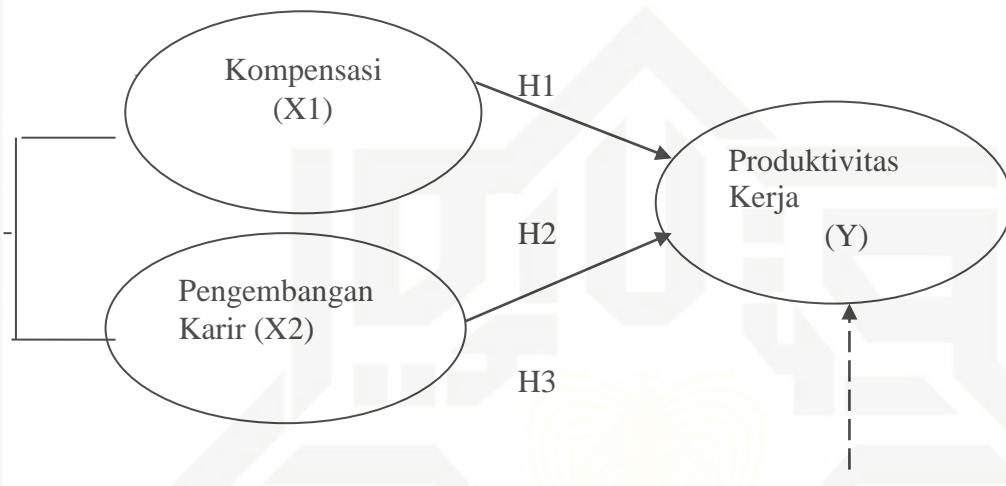 Kompensasi
(X1)
H1
Produktivitas
Kerja
(Y)
H2
Pengembangan
Karir (X2)
H3